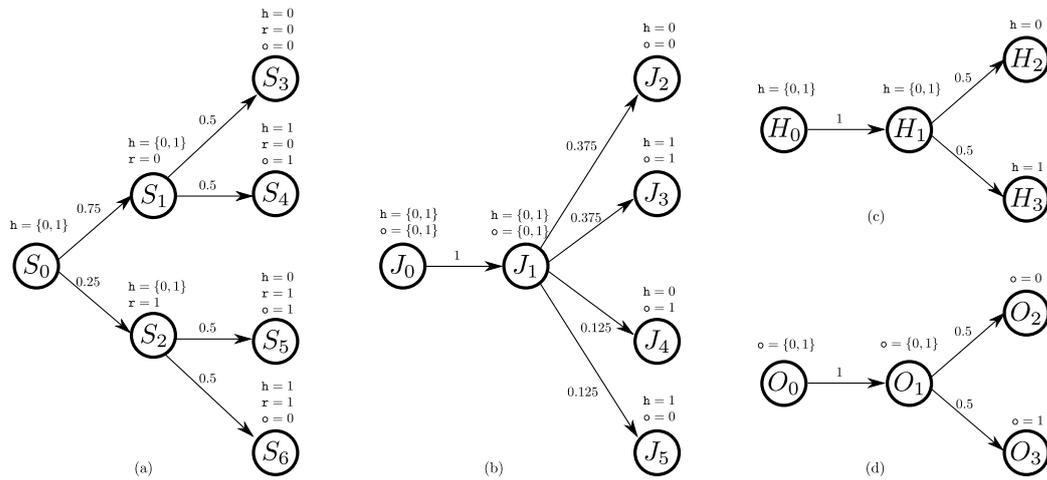 h = 0
r = 0
o = 0
S3
0.5
h = {0, 1}
r = 0
S1
h = 1
r = 0
o = 1
0.5
S4
0.75
h = {0, 1}
S0
0.25
h = {0, 1}
r = 1
S2
h = 0
r = 1
o = 1
0.5
S5
0.5
h = 1
r = 1
o = 0
S6
(a)
h = 0
o = 0
J2
0.375
h = 1
o = 1
J3
0.375
h = {0, 1}
o = {0, 1}
J0
1
h = {0, 1}
o = {0, 1}
J1
h = 0
o = 1
0.125
J4
0.125
h = 1
o = 0
J5
(b)
h = 0
H2
0.5
h = {0, 1}
H0
1
h = {0, 1}
H1
0.5
h = 1
H3
(c)
o = 0
O2
0.5
o = {0, 1}
O0
1
o = {0, 1}
O1
0.5
o = 1
O3
(d)